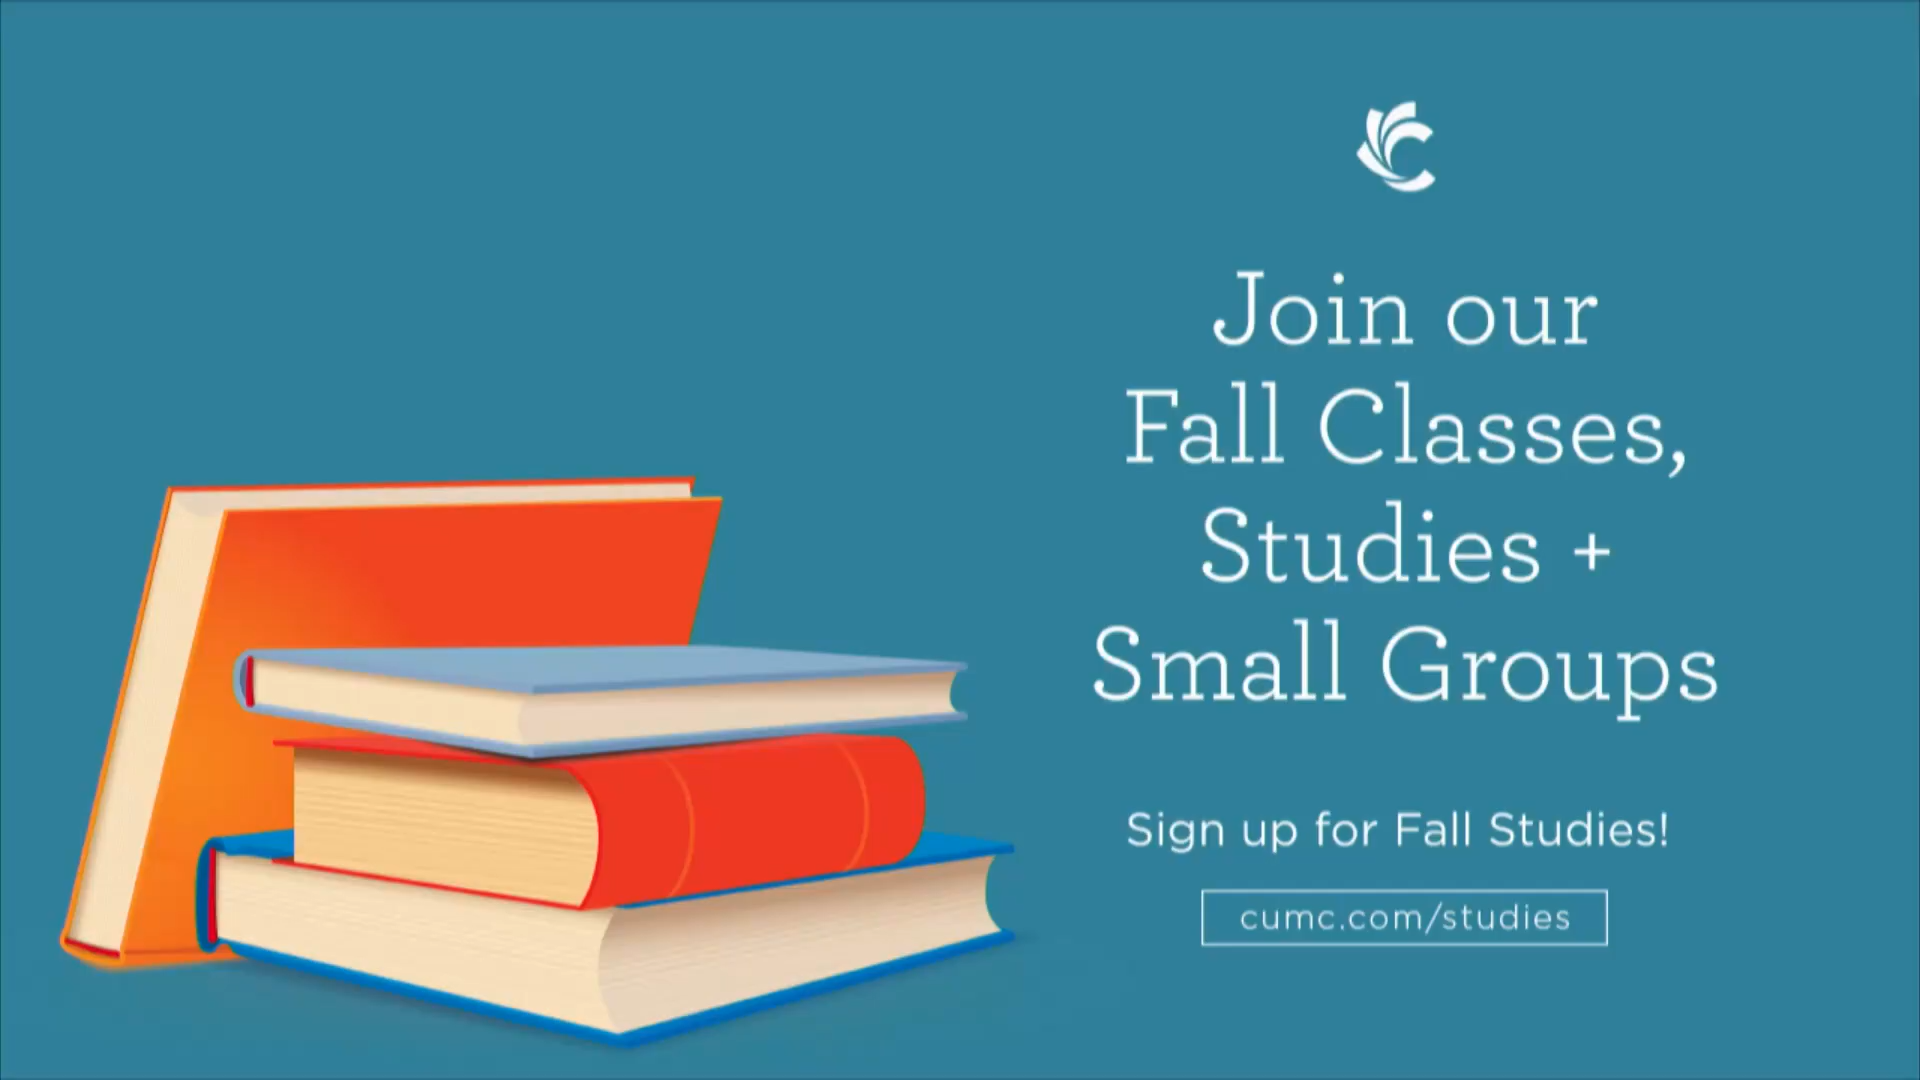 Join our
Fall Classes,
Studies +
Small Groups
Sign up for Fall Studies!
cumc.com/studies